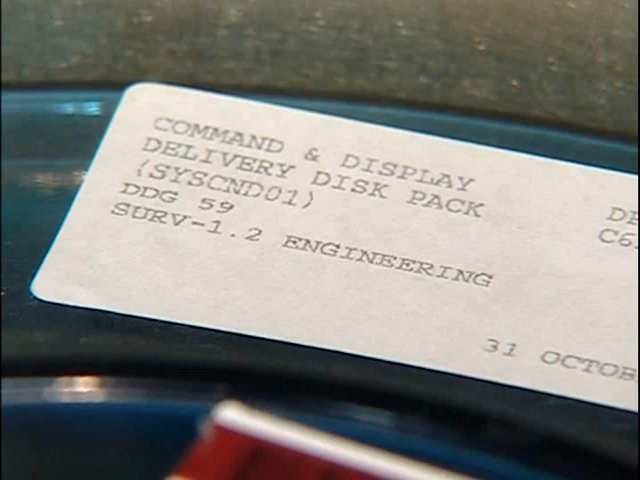 COMMAND & DISPLAY
DELIVERY DISK PACK
(SYSCND01)
DDG 59
SURV-1.2 ENGINEERING
31 OCTOB